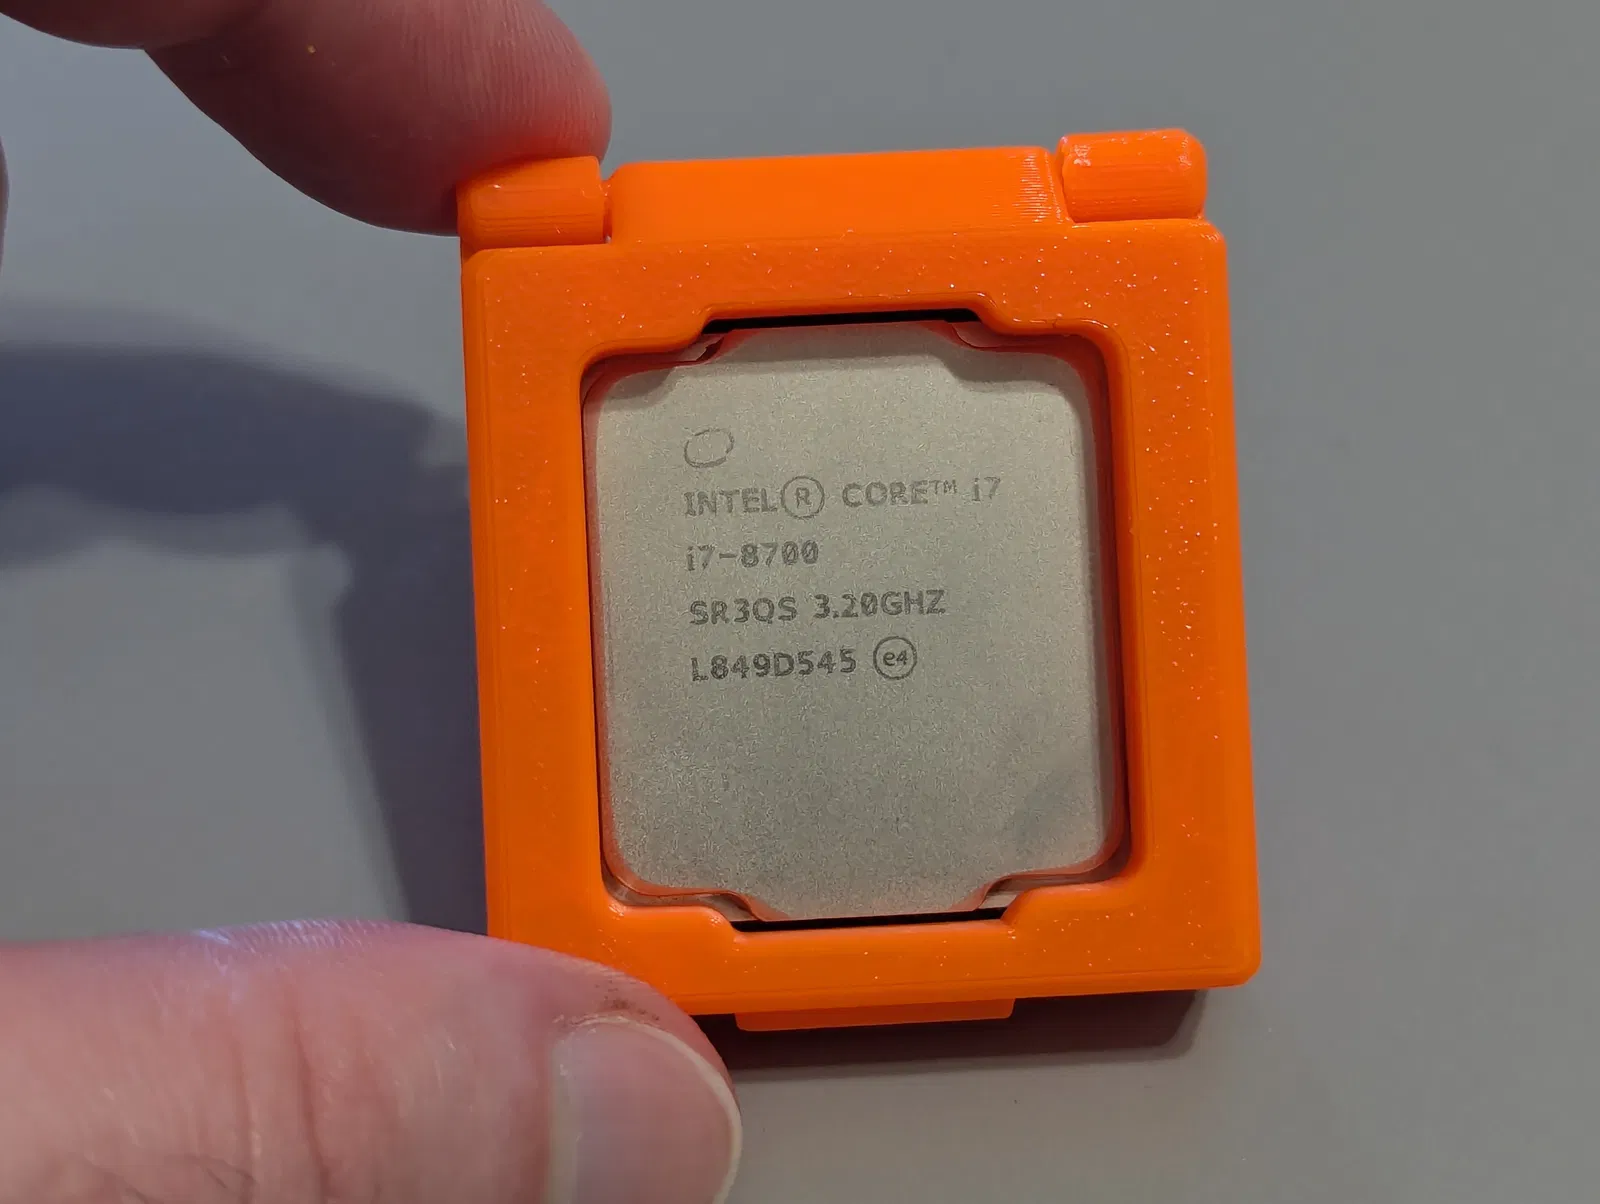 INTEL® CORE™ i7
i7-8700
SR3QS 3.20GHZ
L849D545 e4